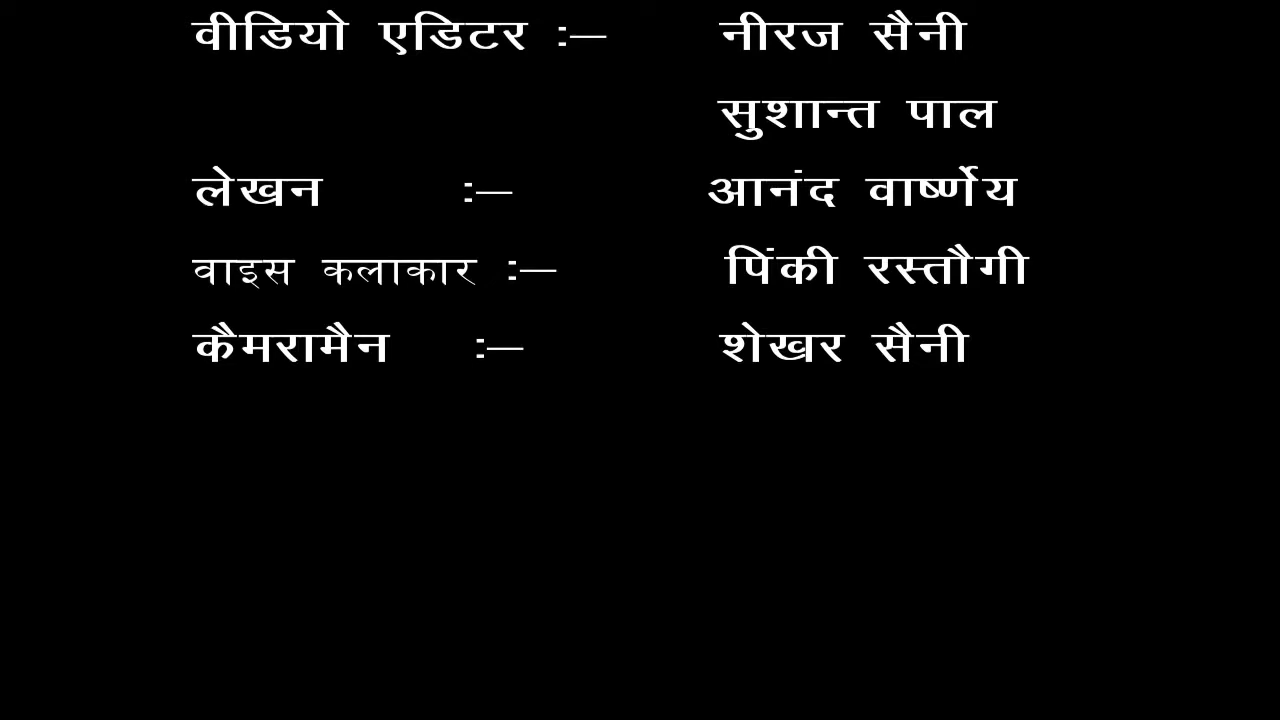 वीडियो एडिटर :— नीरज सैनी
सुशान्त पाल
लेखन :— आनंद वार्ष्णेय
वाइस कलाकार :— पिंकी रस्तौगी
कैमरामैन :— शेखर सैनी